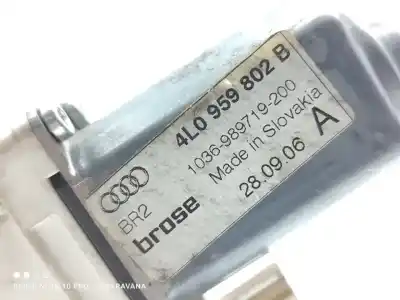 4L0 959 802 B
1036-989719-200
Made in Slovakia
BR2
brose
28.09.06 A